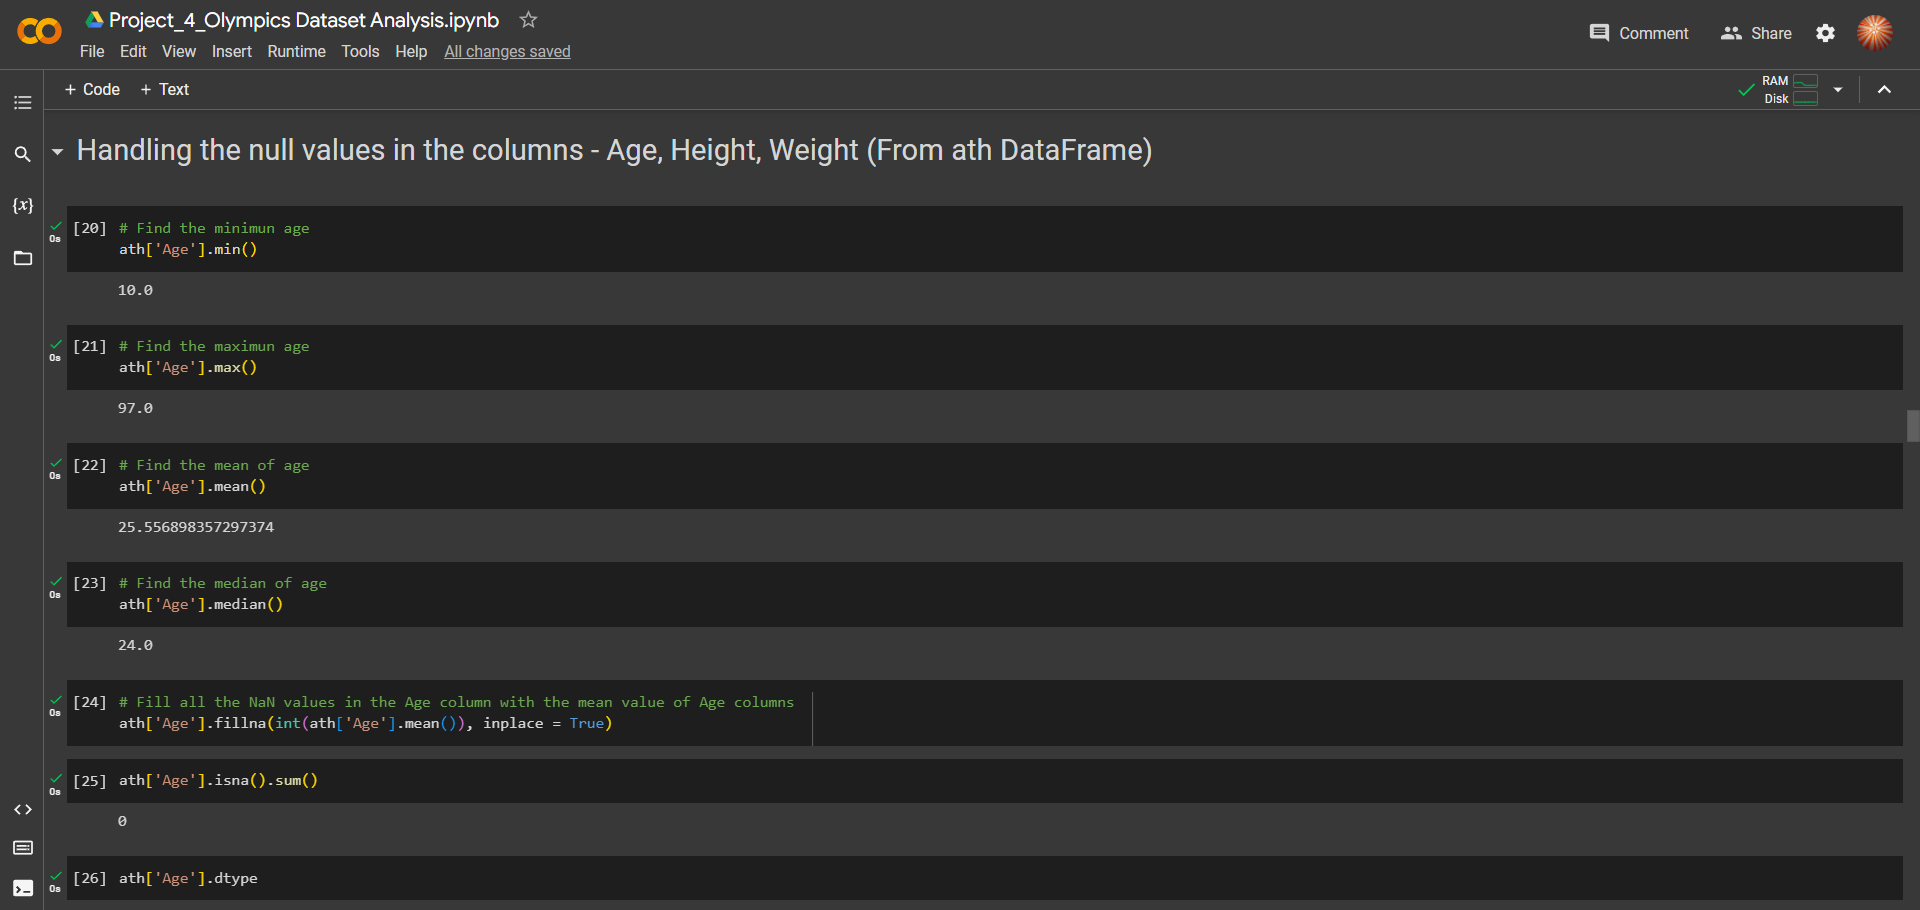 Project_4_Olympics Dataset Analysis.ipynb
File Edit View Insert Runtime Tools Help All changes saved
Comment Share
+ Code + Text
RAM
Disk
Handling the null values in the columns - Age, Height, Weight (From ath DataFrame)
{x}
[20] # Find the minimun age
0s
ath['Age'].min()
10.0
[21] # Find the maximun age
0s
ath['Age'].max()
97.0
[22] # Find the mean of age
0s
ath['Age'].mean()
25.556898357297374
[23] # Find the median of age
0s
ath['Age'].median()
24.0
[24] # Fill all the NaN values in the Age column with the mean value of Age columns
0s
ath['Age'].fillna(int(ath['Age'].mean()), inplace = True)
[25] ath['Age'].isna().sum()
0s
0
[26] ath['Age'].dtype
0s